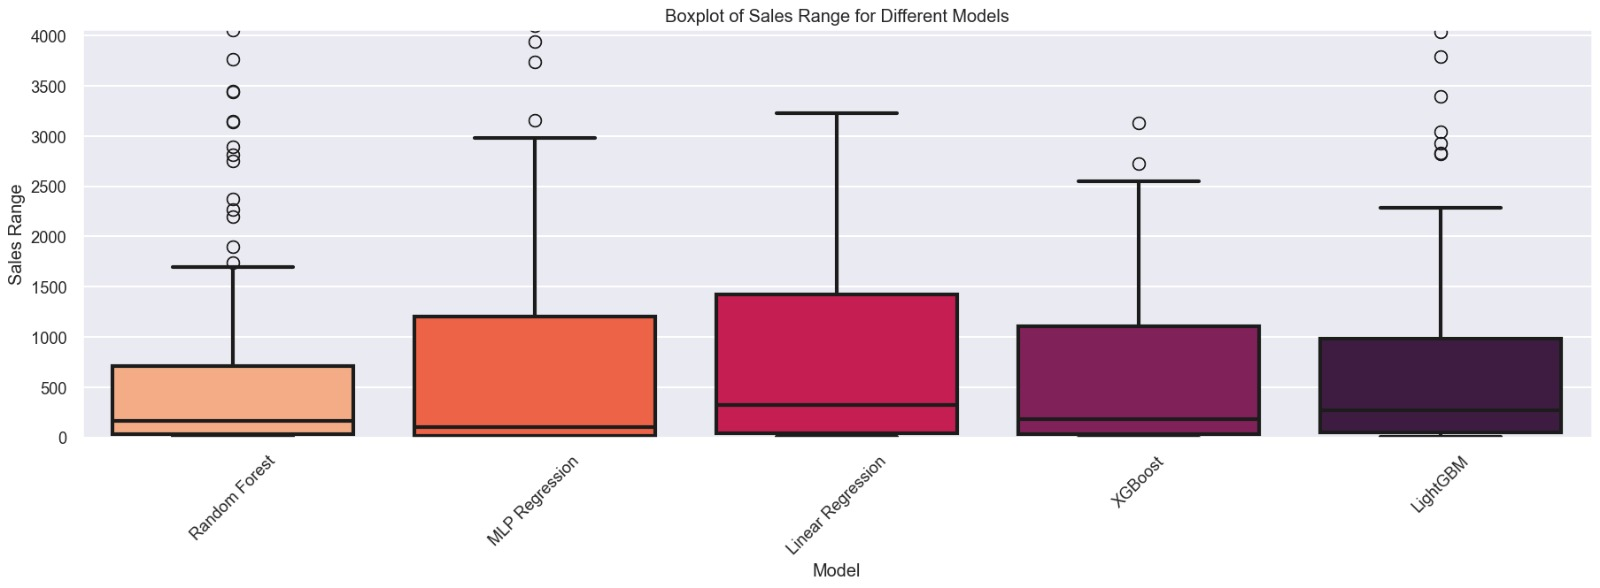 Boxplot of Sales Range for Different Models
Sales Range
4000
3500
3000
2500
2000
1500
1000
500
0
Random Forest
MLP Regression
Linear Regression
XGBoost
LightGBM
Model